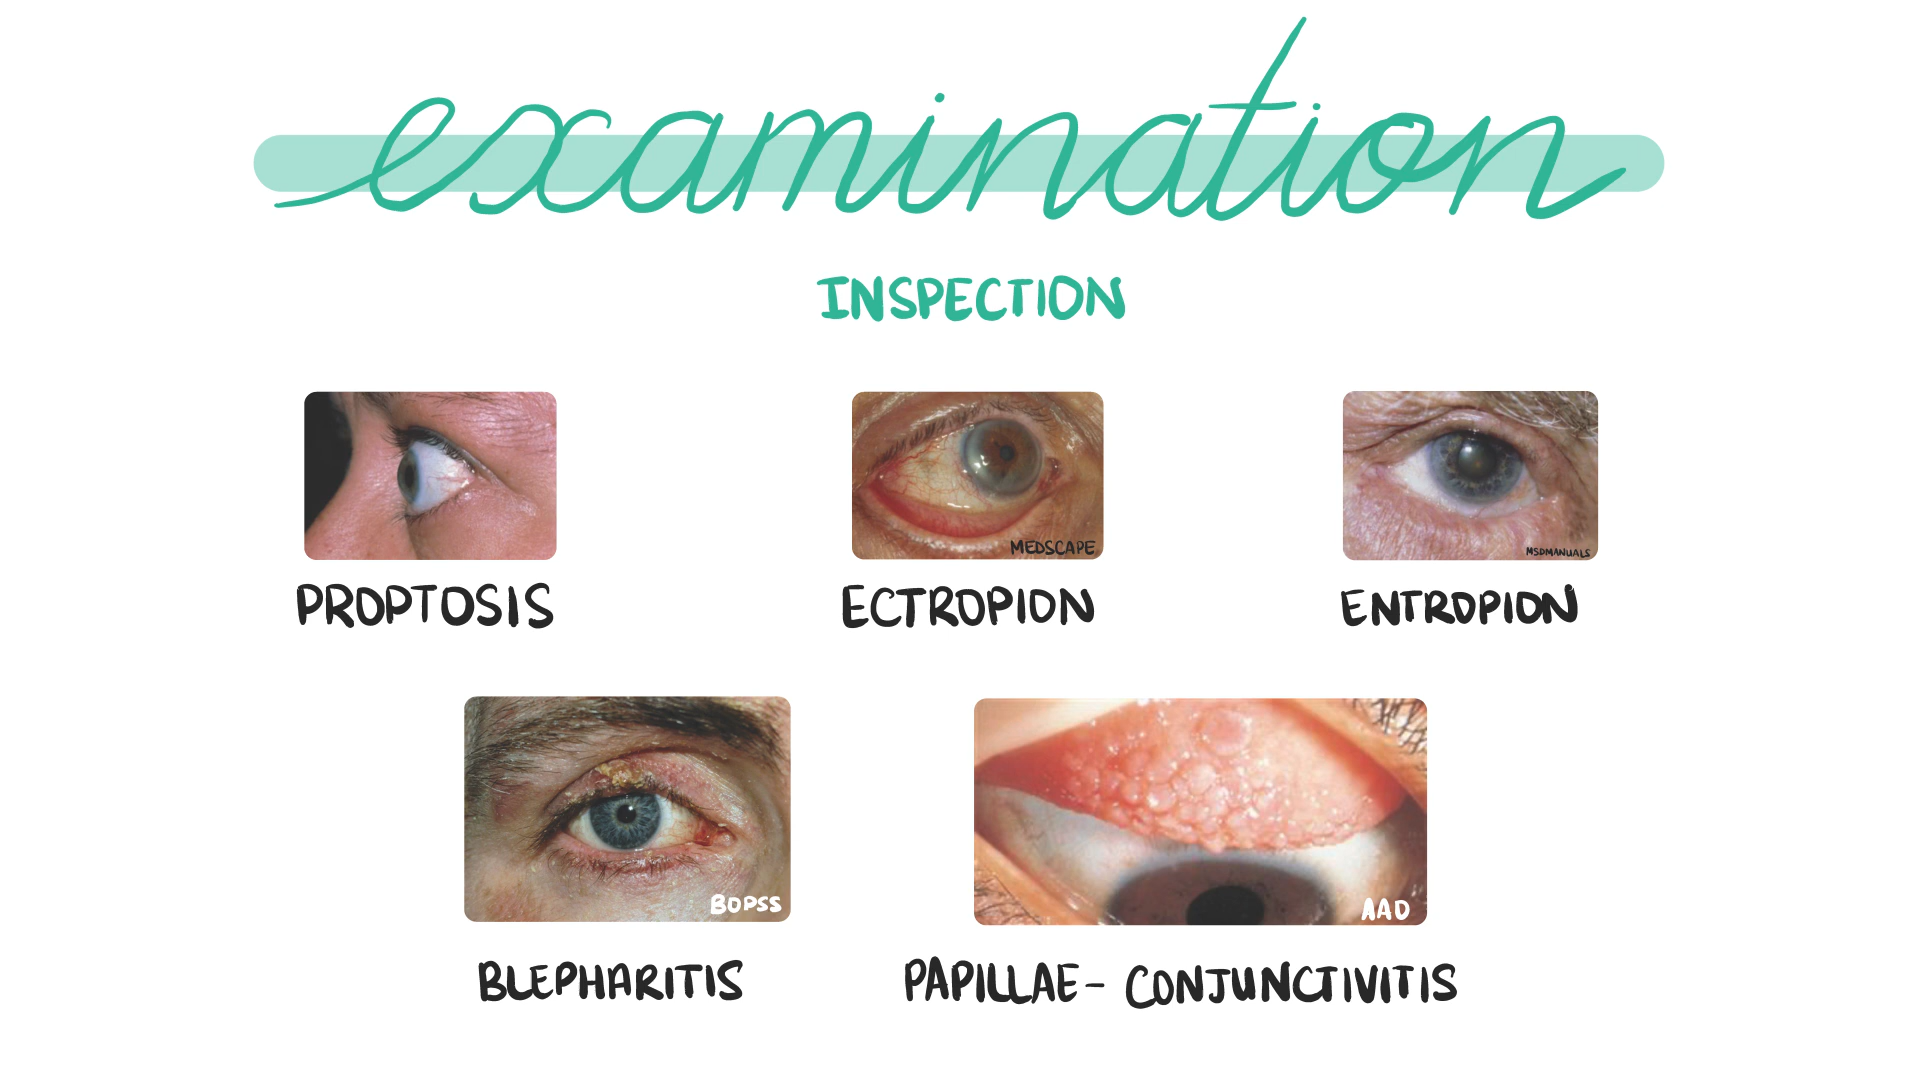 examination
INSPECTION
MEDSCAPE
MSDMANUALS
PROPTOSIS
ECTROPION
ENTROPION
BOPSS
AAD
BLEPHARITIS
PAPILLAE- CONJUNCTIVITIS